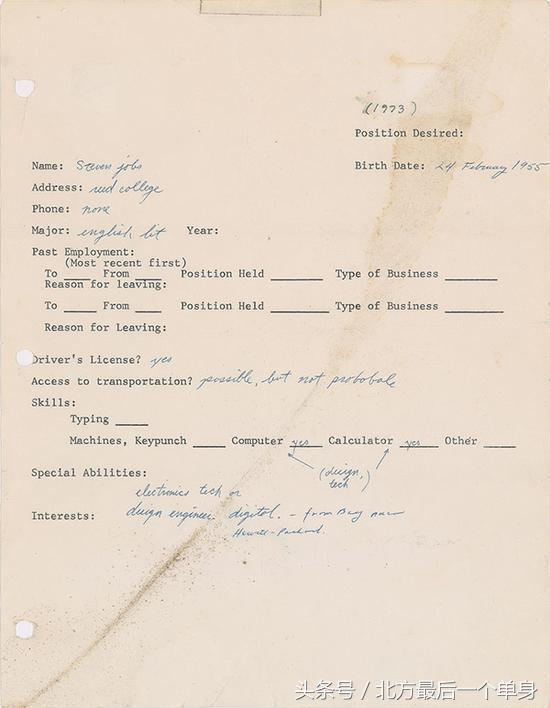 (1973)
Position Desired:
Name: Steven jobs Birth Date: 24 February 1955
Address: reed college
Phone: none
Major: english lit Year:
Past Employment:
(Most recent first)
To ____ From ____ Position Held ________ Type of Business ________
Reason for leaving:
To ____ From ____ Position Held ________ Type of Business ________
Reason for Leaving:
Driver's License? yes
Access to transportation? possible, but not probable
Skills:
Typing _____
Machines, Keypunch _____ Computer yes Calculator yes Other _____
(design, tech)
Special Abilities:
electronics tech or
Interests: design engineer. digital. - from Bay near
Hewitt-Packard.
头条号 / 北方最后一个单身